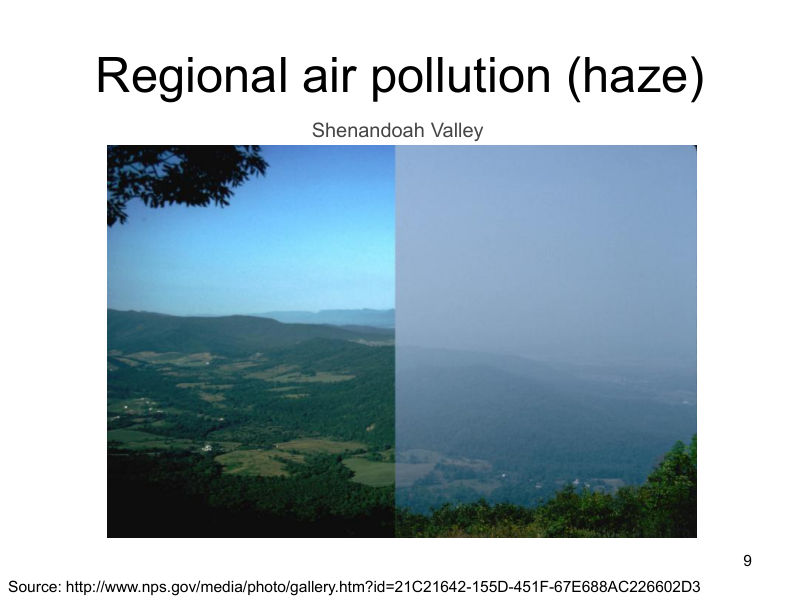 Regional air pollution (haze)
Shenandoah Valley
9
Source: http://www.nps.gov/media/photo/gallery.htm?id=21C21642-155D-451F-67E688AC226602D3